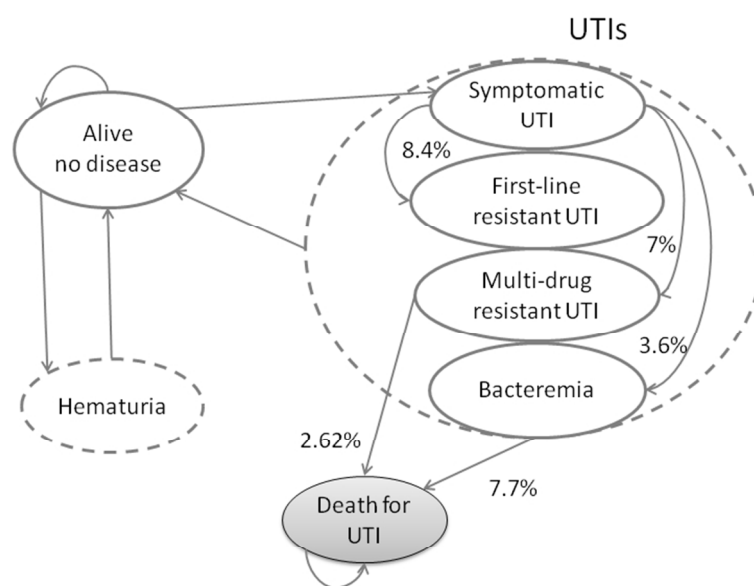 UTIs
Symptomatic
UTI
Alive
no disease
8.4%
First-line
resistant UTI
7%
Multi-drug
resistant UTI
3.6%
Bacteremia
Hematuria
2.62%
7.7%
Death for
UTI